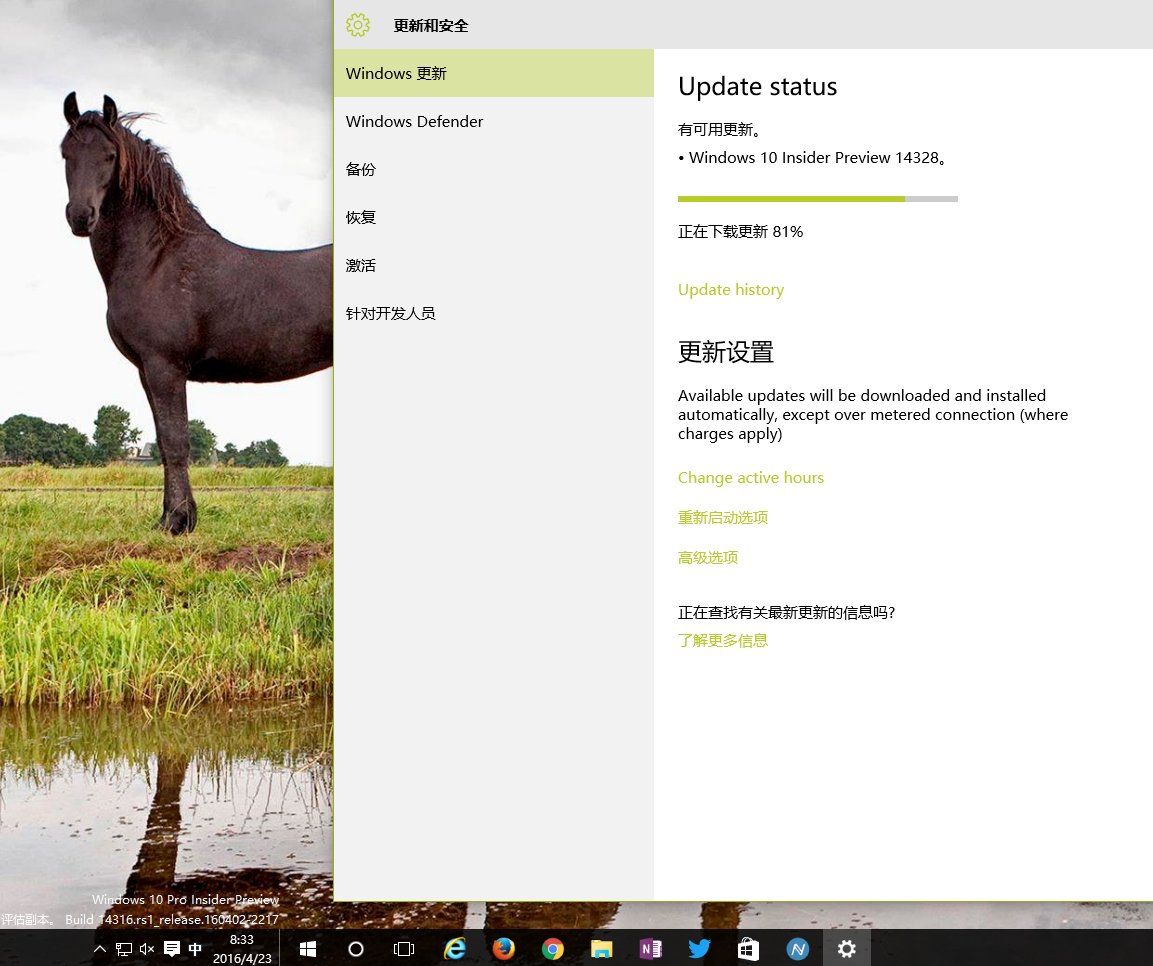 更新和安全
Windows 更新
Windows Defender
备份
恢复
激活
针对开发人员
Update status
有可用更新。
• Windows 10 Insider Preview 14328。
正在下载更新 81%
Update history
更新设置
Available updates will be downloaded and installed
automatically, except over metered connection (where
charges apply)
Change active hours
重新启动选项
高级选项
正在查找有关最新更新的信息吗?
了解更多信息
Windows 10 Pro Insider Preview
评估副本。 Build 14316.rs1_release.160402-2217
中
8:33
2016/4/23